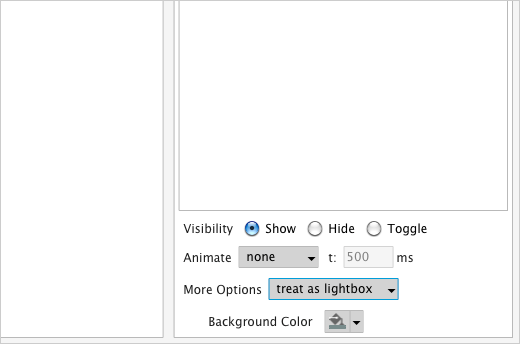 Visibility Show Hide Toggle
Animate none t: 500 ms
More Options treat as lightbox
Background Color